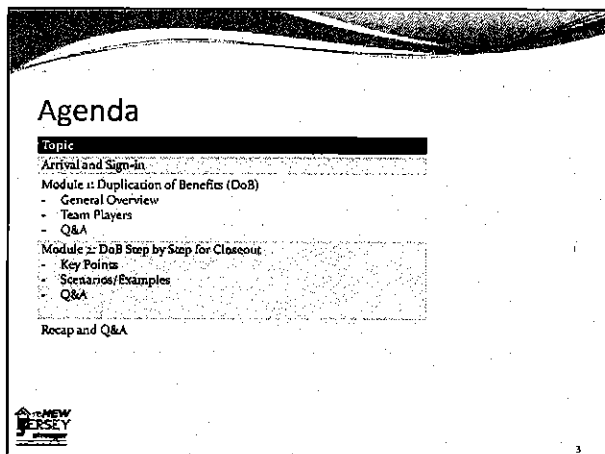 Agenda
Topic
Arrival and Sign-in
Module 1: Duplication of Benefits (DoB)
- General Overview
- Team Players
- Q&A
Module 2: DoB Step by Step for Closeout
- Key Points
- Scenarios/Examples
- Q&A
Recap and Q&A
reNEW
JERSEY
3